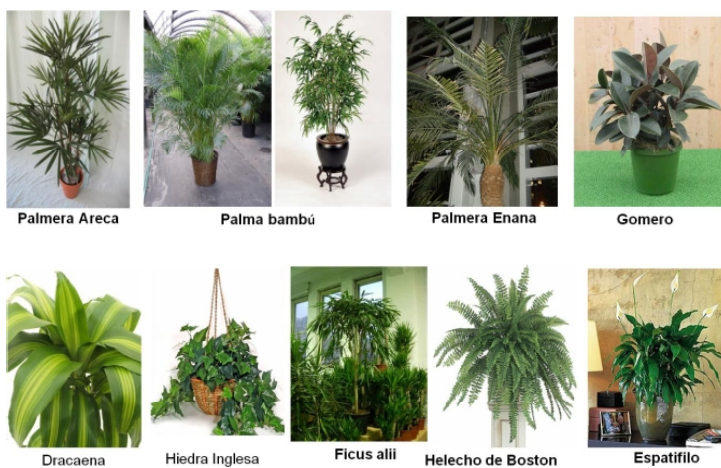 Palmera Areca
Palma bambú
Palmera Enana
Gomero
Dracaena
Hiedra Inglesa
Ficus alii
Helecho de Boston
Espatifilo